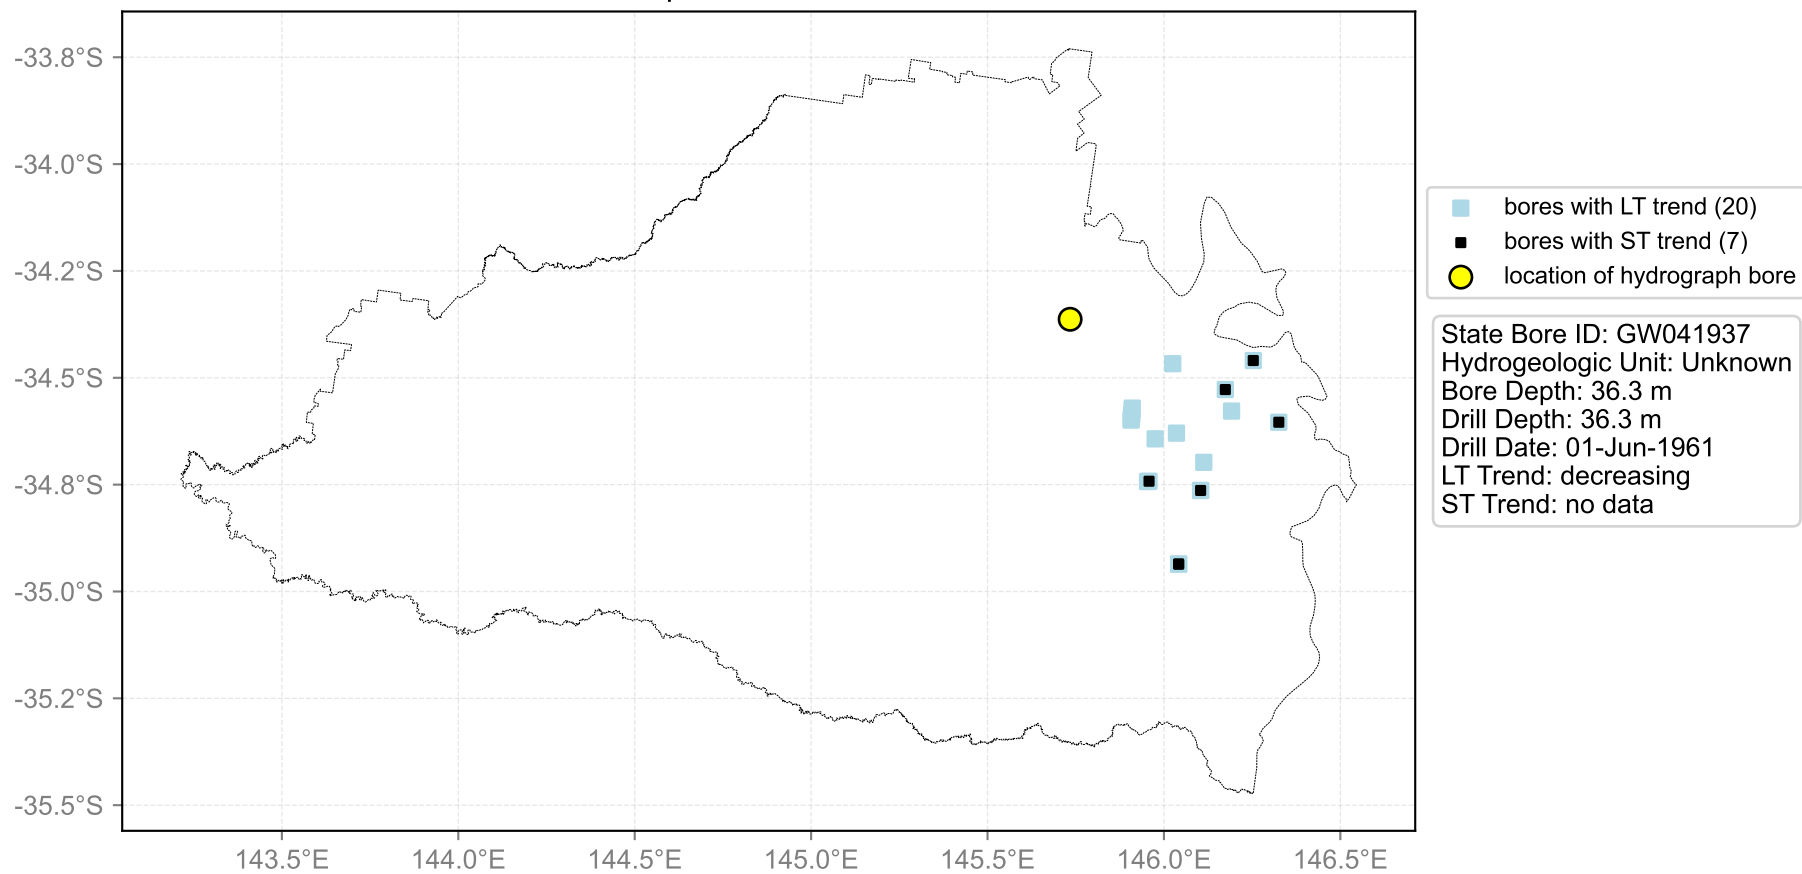 -33.8°S
-34.0°S
-34.2°S
-34.5°S
-34.8°S
-35.0°S
-35.2°S
-35.5°S
143.5°E
144.0°E
144.5°E
145.0°E
145.5°E
146.0°E
146.5°E
bores with LT trend (20)
bores with ST trend (7)
location of hydrograph bore
State Bore ID: GW041937
Hydrogeologic Unit: Unknown
Bore Depth: 36.3 m
Drill Depth: 36.3 m
Drill Date: 01-Jun-1961
LT Trend: decreasing
ST Trend: no data